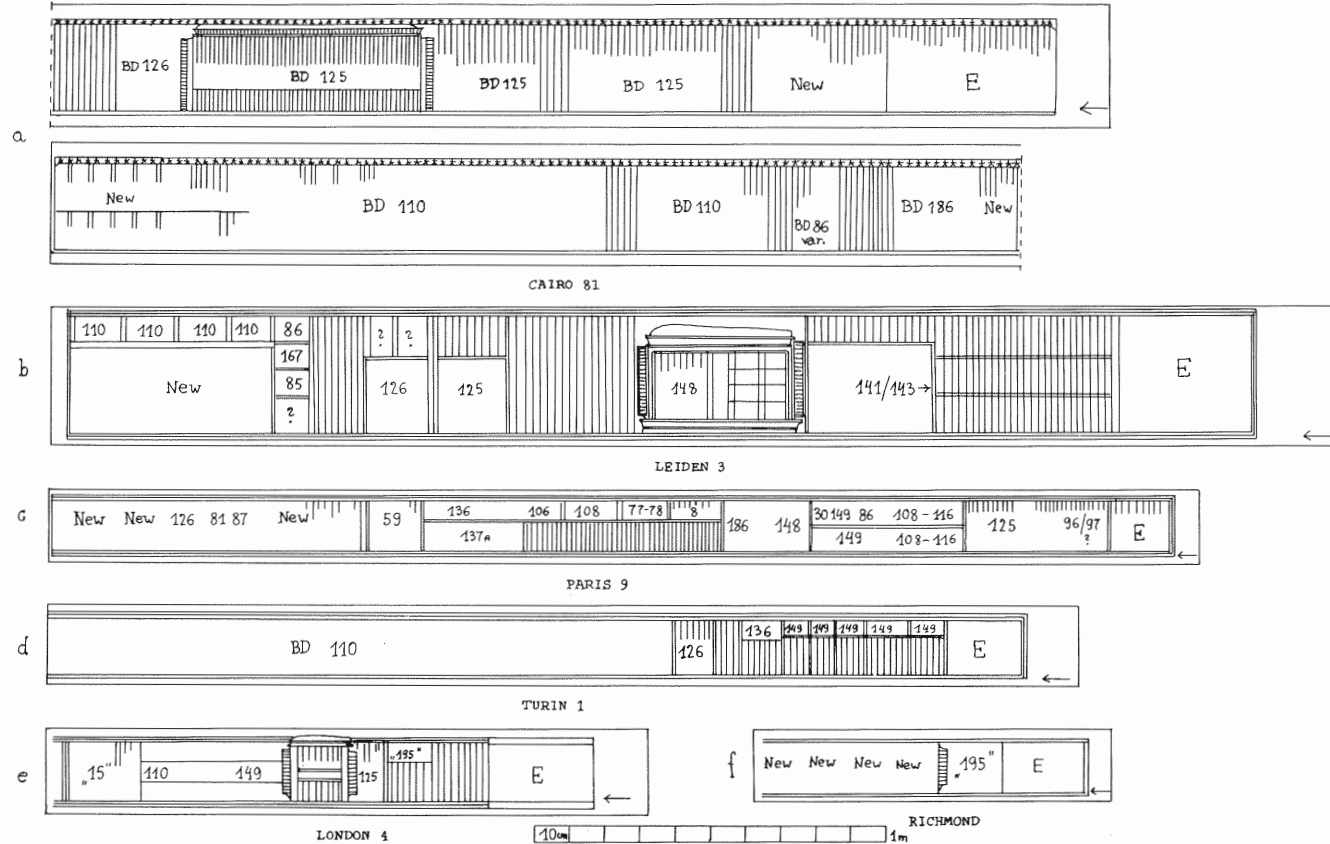 a
BD 126
BD 125
BD 125
BD 125
New
E
New
BD 110
BD 110
BD 86
var.
BD 186
New
CAIRO 81
b
110 110 110 110 86
167
85
?
New
? ?
126
125
148
141/143→
E
LEIDEN 3
c
New New 126 81 87 New
59
136 106 108 77-78 8
137A
186 148
30 149 86 108-116
149 108-116
125 96/97
?
E
PARIS 9
d
BD 110
126
136 149 149 149 149 149
E
TURIN 1
e
„15"
110 149
125
„195"
E
LONDON 4
f
New New New New
„195"
E
RICHMOND
10cm 1m